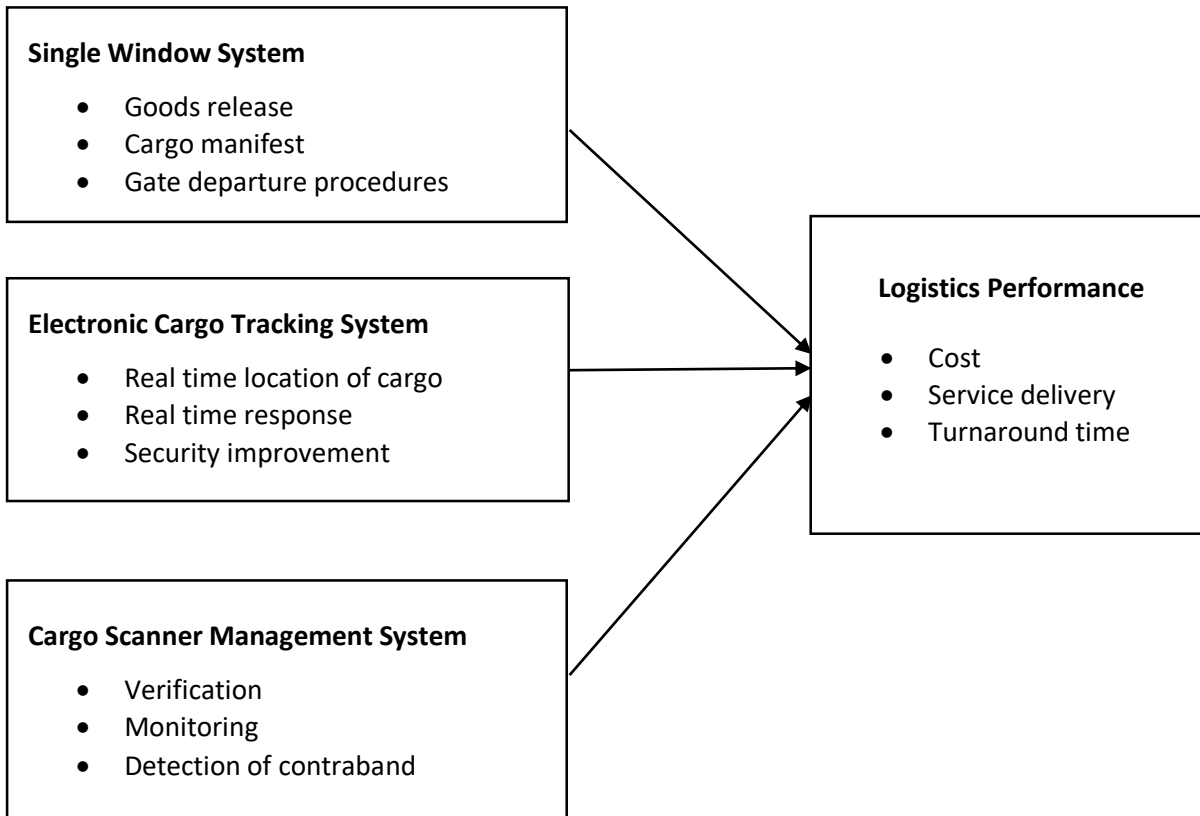 Single Window System
• Goods release
• Cargo manifest
• Gate departure procedures
Electronic Cargo Tracking System
• Real time location of cargo
• Real time response
• Security improvement
Cargo Scanner Management System
• Verification
• Monitoring
• Detection of contraband
Logistics Performance
• Cost
• Service delivery
• Turnaround time